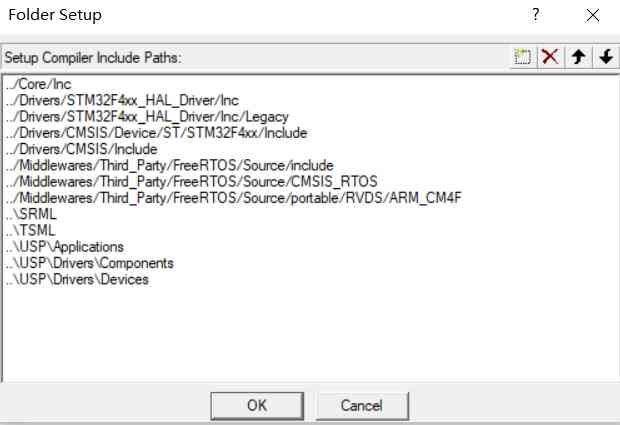 Folder Setup
?
Setup Compiler Include Paths:
../Core/Inc
../Drivers/STM32F4xx_HAL_Driver/Inc
../Drivers/STM32F4xx_HAL_Driver/Inc/Legacy
../Drivers/CMSIS/Device/ST/STM32F4xx/Include
../Drivers/CMSIS/Include
../Middlewares/Third_Party/FreeRTOS/Source/include
../Middlewares/Third_Party/FreeRTOS/Source/CMSIS_RTOS
../Middlewares/Third_Party/FreeRTOS/Source/portable/RVDS/ARM_CM4F
..\SRML
..\TSML
..\USP\Applications
..\USP\Drivers\Components
..\USP\Drivers\Devices
OK Cancel